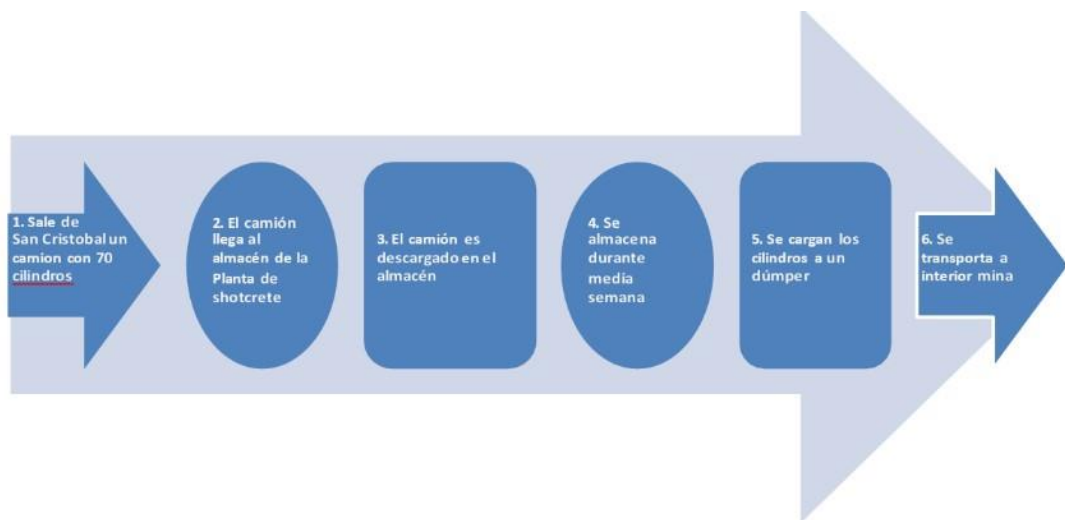 1. Sale de
San Cristobal un
camion con 70
cilindros
2. El camión
llega al
almacén de la
Planta de
shotcrete
3. El camión es
descargado en el
almacén
4. Se
almacena
durante
media
semana
5. Se cargan los
cilindros a un
dúmper
6. Se
transporta a
interior mina